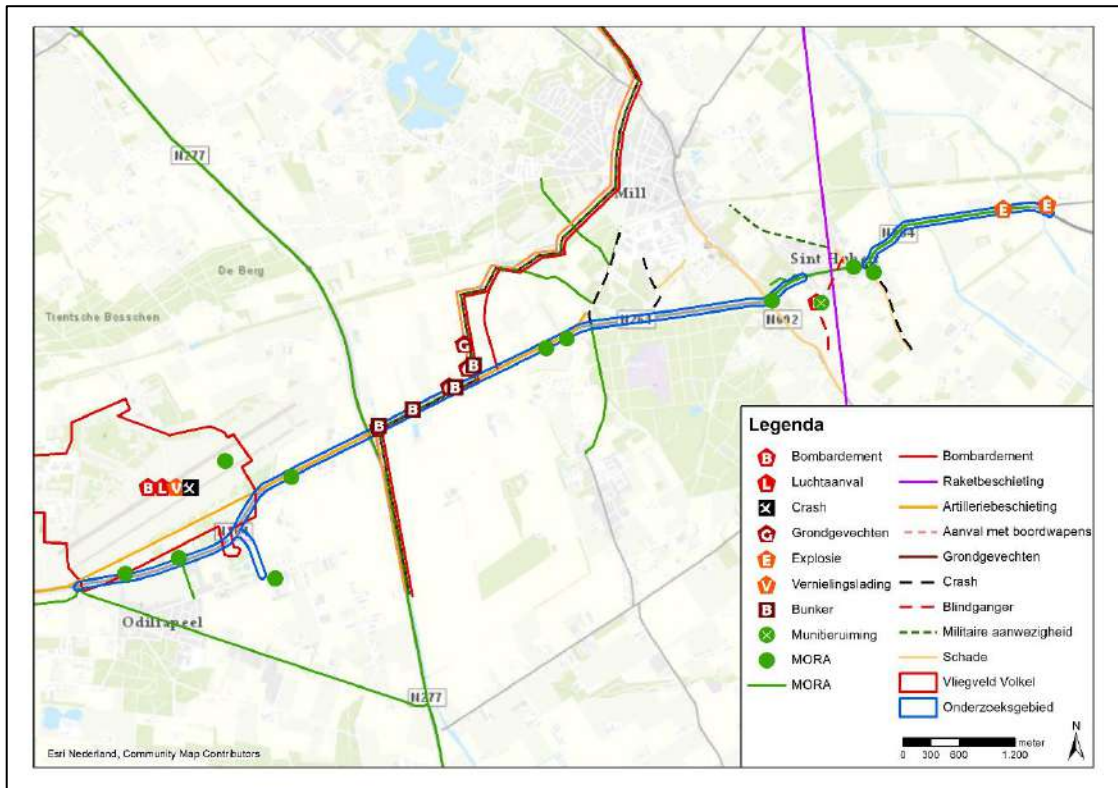 N277
Mill
De Berg
Trentsche Bosschen
Sint Hubert
N264
N264
N602
Odiliapeel
N277
B
L
V
G
B
B
B
B
E
E
Legenda
B Bombardement
L Luchtaanval
Crash
G Grondgevechten
E Explosie
V Vernielingslading
B Bunker
Munitieruiming
MORA
MORA
Bombardement
Raketbeschieting
Artilleriebeschieting
Aanval met boordwapens
Grondgevechten
Crash
Blindganger
Militaire aanwezigheid
Schade
Vliegveld Volkel
Onderzoeksgebied
meter
0 300 600 1.200
N
Esri Nederland, Community Map Contributors